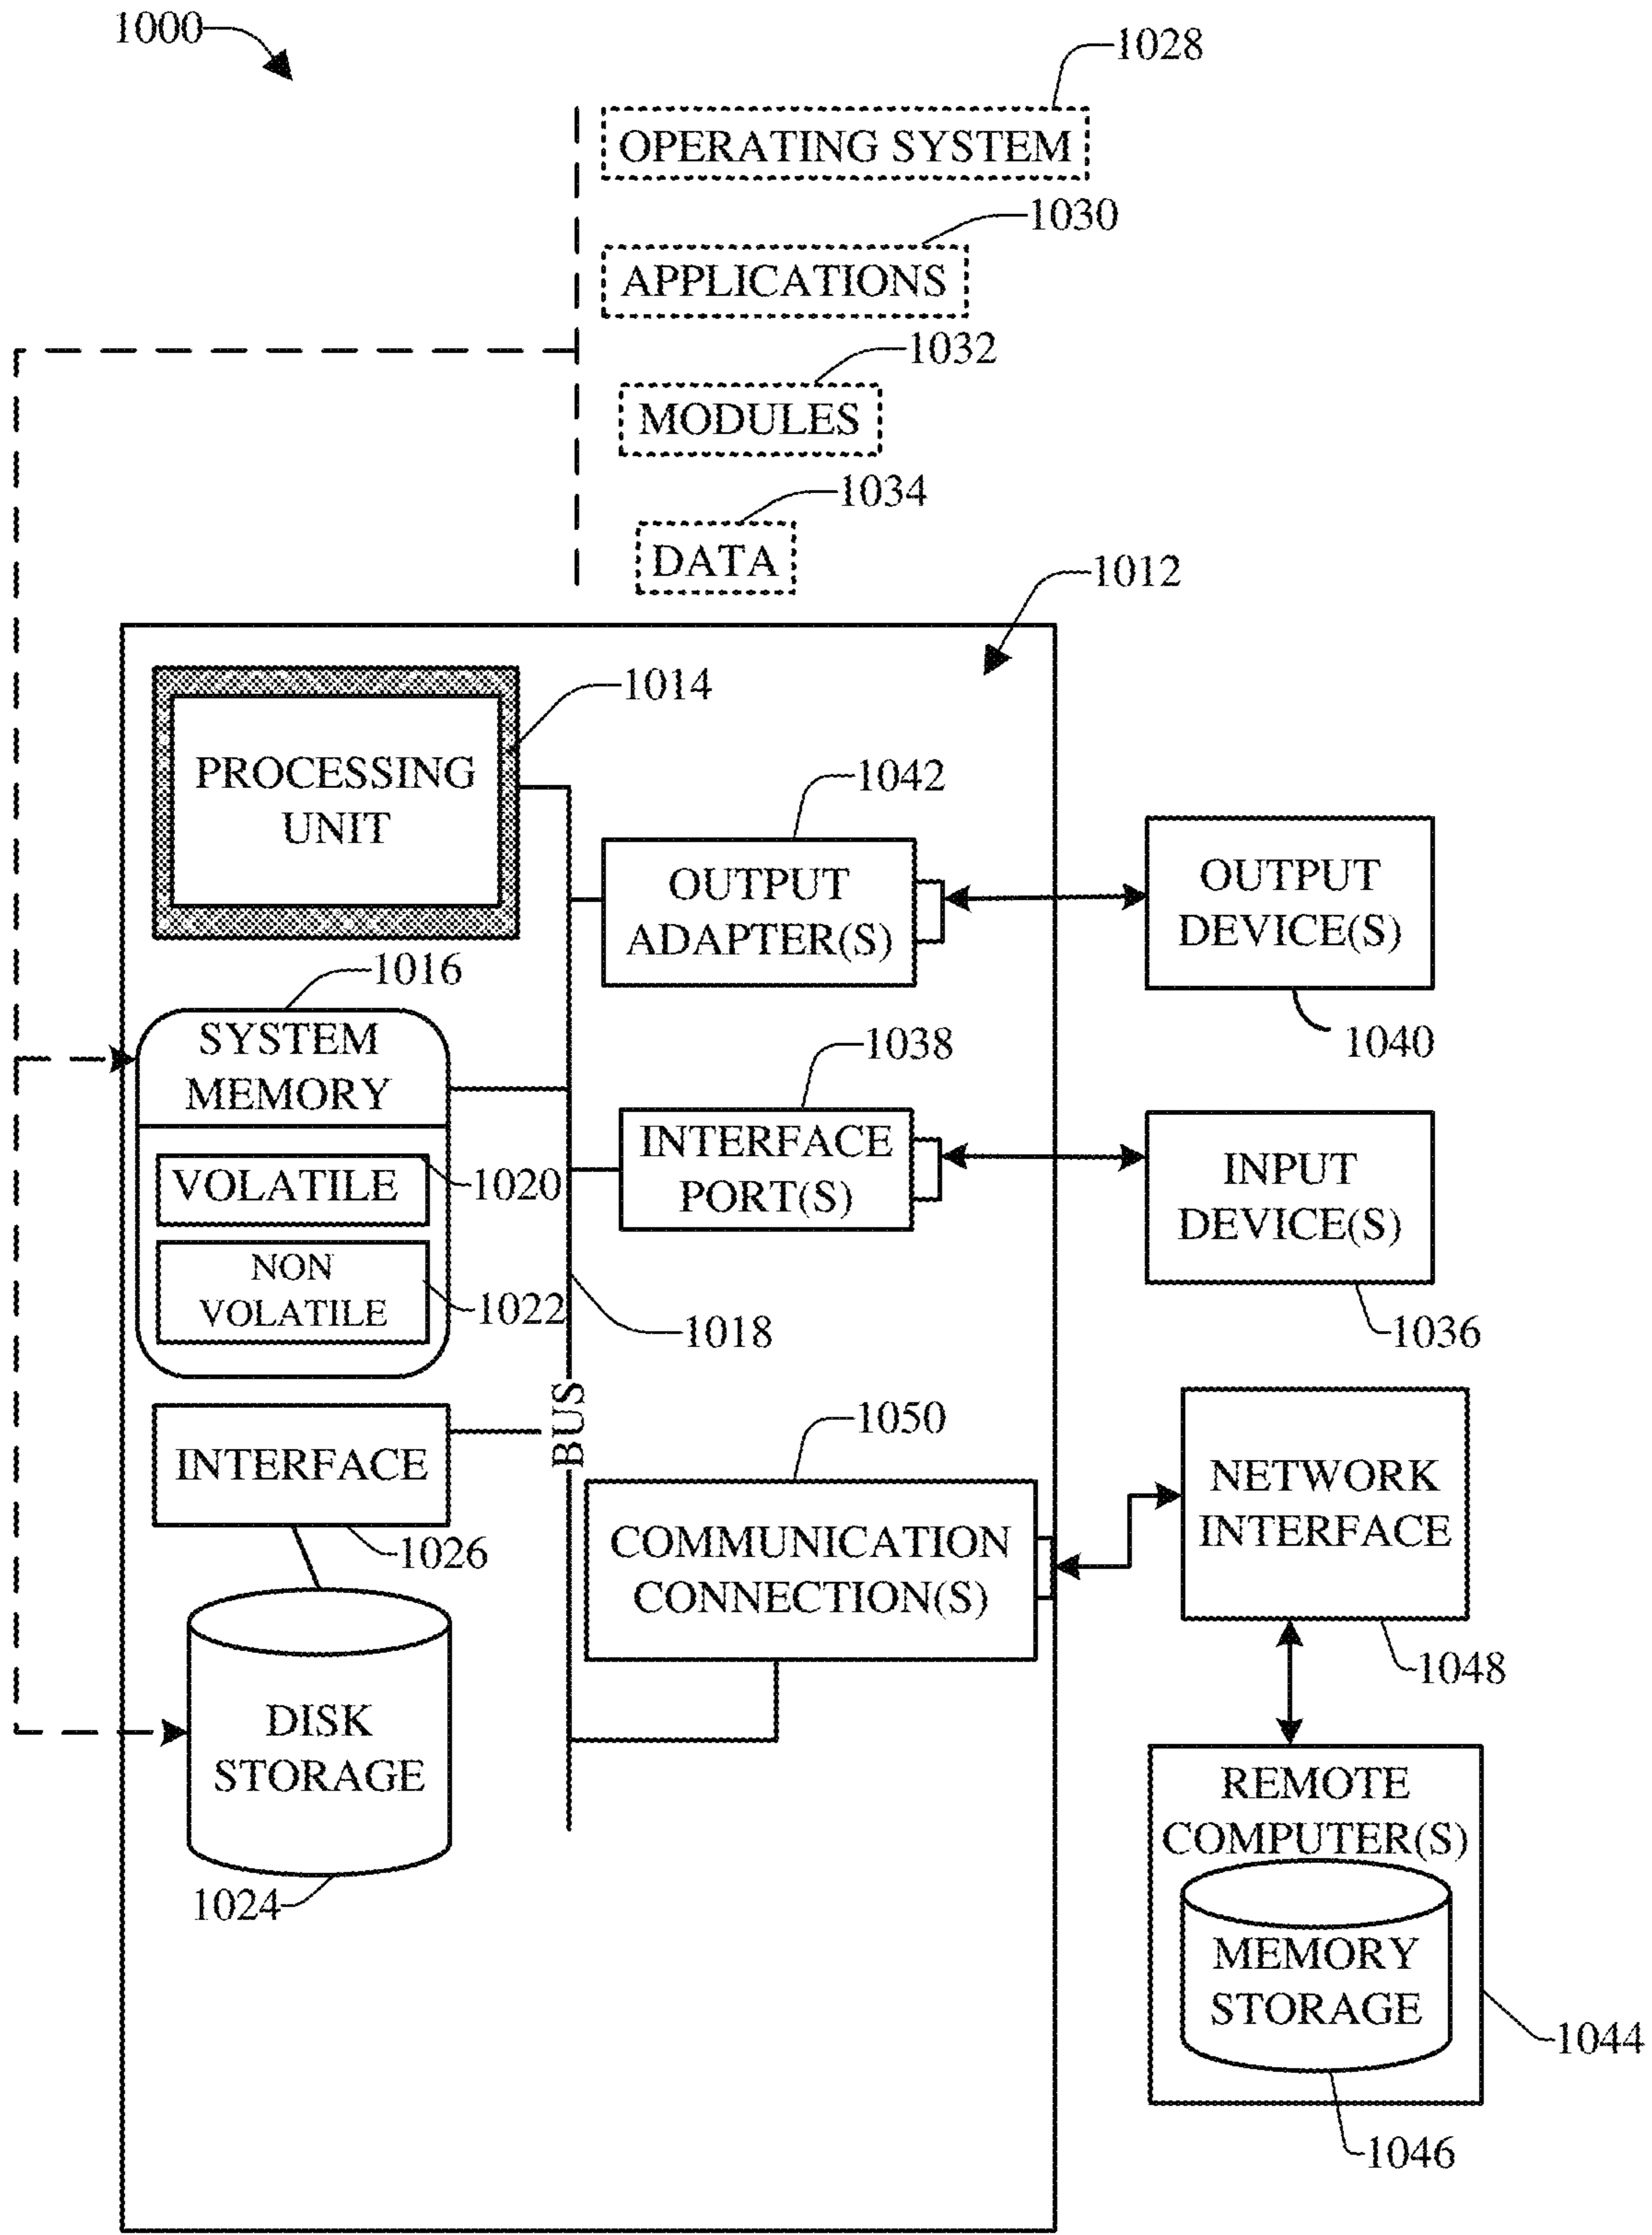 1000
1028
OPERATING SYSTEM
1030
APPLICATIONS
1032
MODULES
1034
DATA
1012
1014
PROCESSING
UNIT
1042
OUTPUT
ADAPTER(S)
OUTPUT
DEVICE(S)
1040
1016
SYSTEM
MEMORY
VOLATILE
1020
NON
VOLATILE
1022
1038
INTERFACE
PORT(S)
INPUT
DEVICE(S)
1036
1018
BUS
INTERFACE
1026
1050
COMMUNICATION
CONNECTION(S)
NETWORK
INTERFACE
1048
DISK
STORAGE
1024
REMOTE
COMPUTER(S)
MEMORY
STORAGE
1044
1046